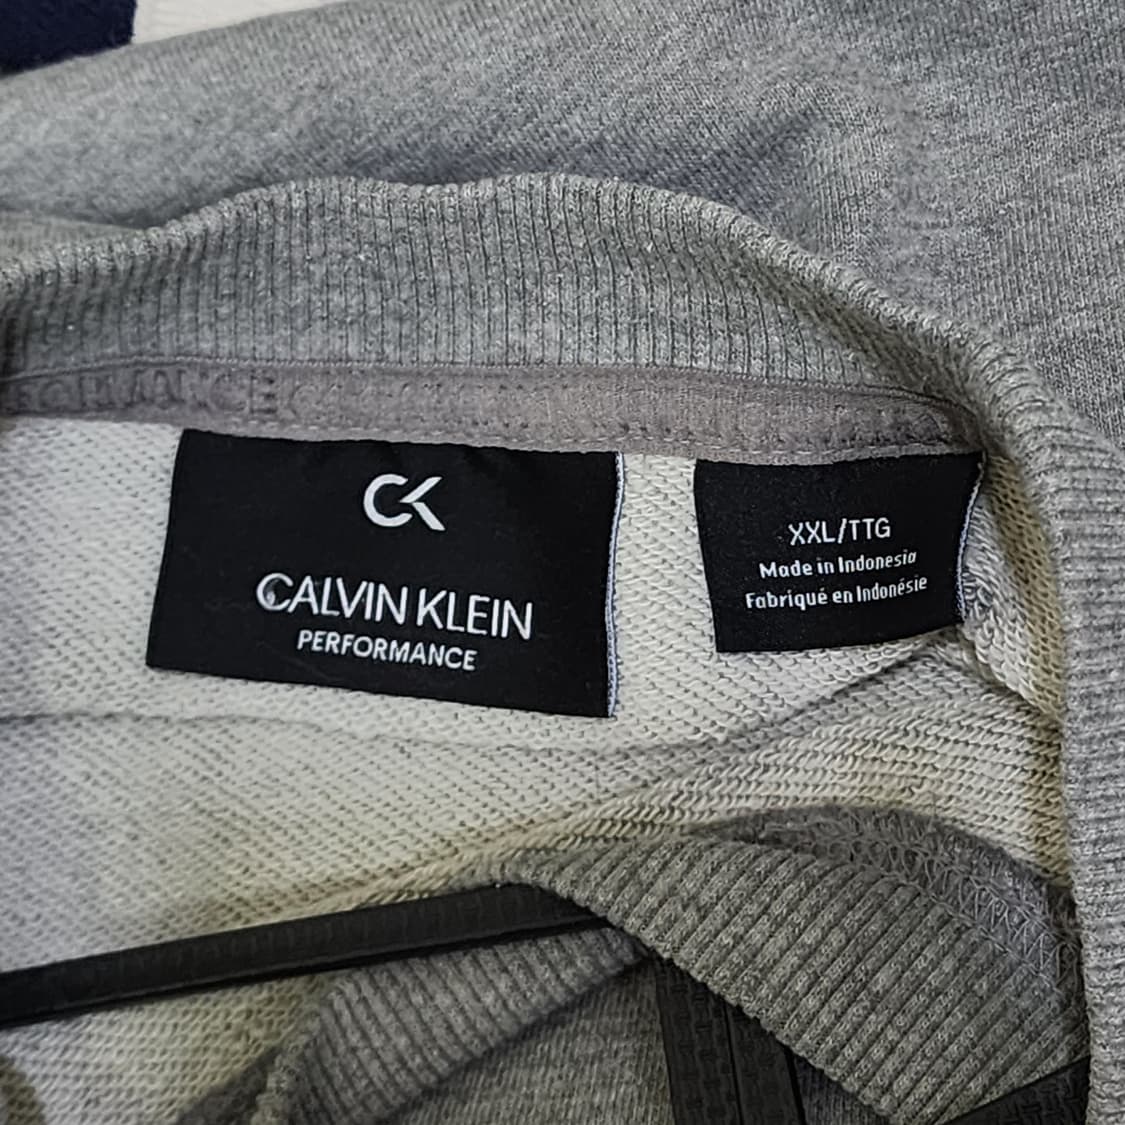 CK
CALVIN KLEIN
PERFORMANCE
XXL/TTG
Made in Indonesia
Fabriqué en Indonésie